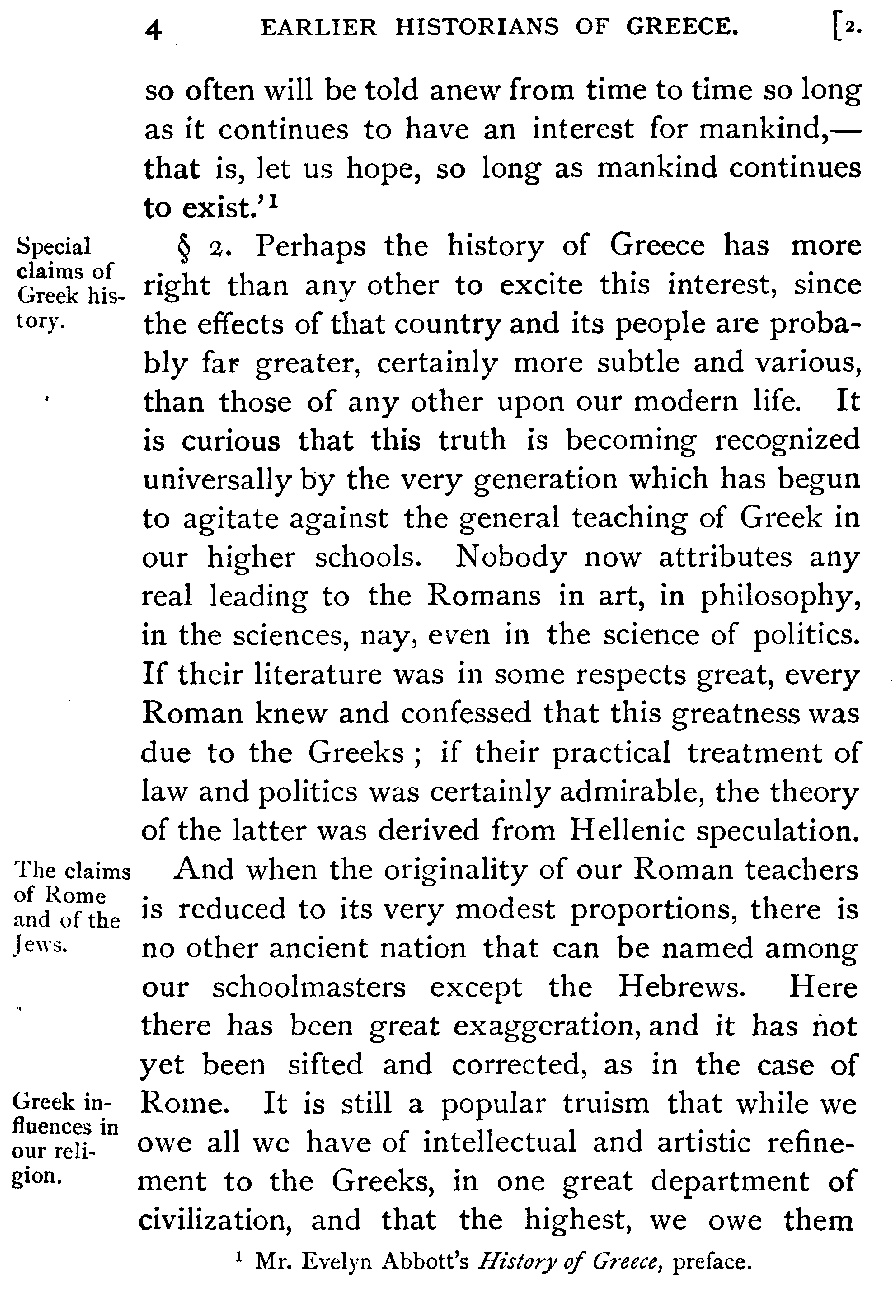 4 EARLIER HISTORIANS OF GREECE. [2.
so often will be told anew from time to time so long
as it continues to have an interest for mankind,—
that is, let us hope, so long as mankind continues
to exist.'¹
Special
claims of
Greek his-
tory.
§ 2. Perhaps the history of Greece has more
right than any other to excite this interest, since
the effects of that country and its people are proba-
bly far greater, certainly more subtle and various,
than those of any other upon our modern life. It
is curious that this truth is becoming recognized
universally by the very generation which has begun
to agitate against the general teaching of Greek in
our higher schools. Nobody now attributes any
real leading to the Romans in art, in philosophy,
in the sciences, nay, even in the science of politics.
If their literature was in some respects great, every
Roman knew and confessed that this greatness was
due to the Greeks ; if their practical treatment of
law and politics was certainly admirable, the theory
of the latter was derived from Hellenic speculation.
The claims
of Rome
and of the
Jews.
And when the originality of our Roman teachers
is reduced to its very modest proportions, there is
no other ancient nation that can be named among
our schoolmasters except the Hebrews. Here
there has been great exaggeration, and it has not
yet been sifted and corrected, as in the case of
Greek in-
fluences in
our reli-
gion.
Rome. It is still a popular truism that while we
owe all we have of intellectual and artistic refine-
ment to the Greeks, in one great department of
civilization, and that the highest, we owe them
¹ Mr. Evelyn Abbott's History of Greece, preface.